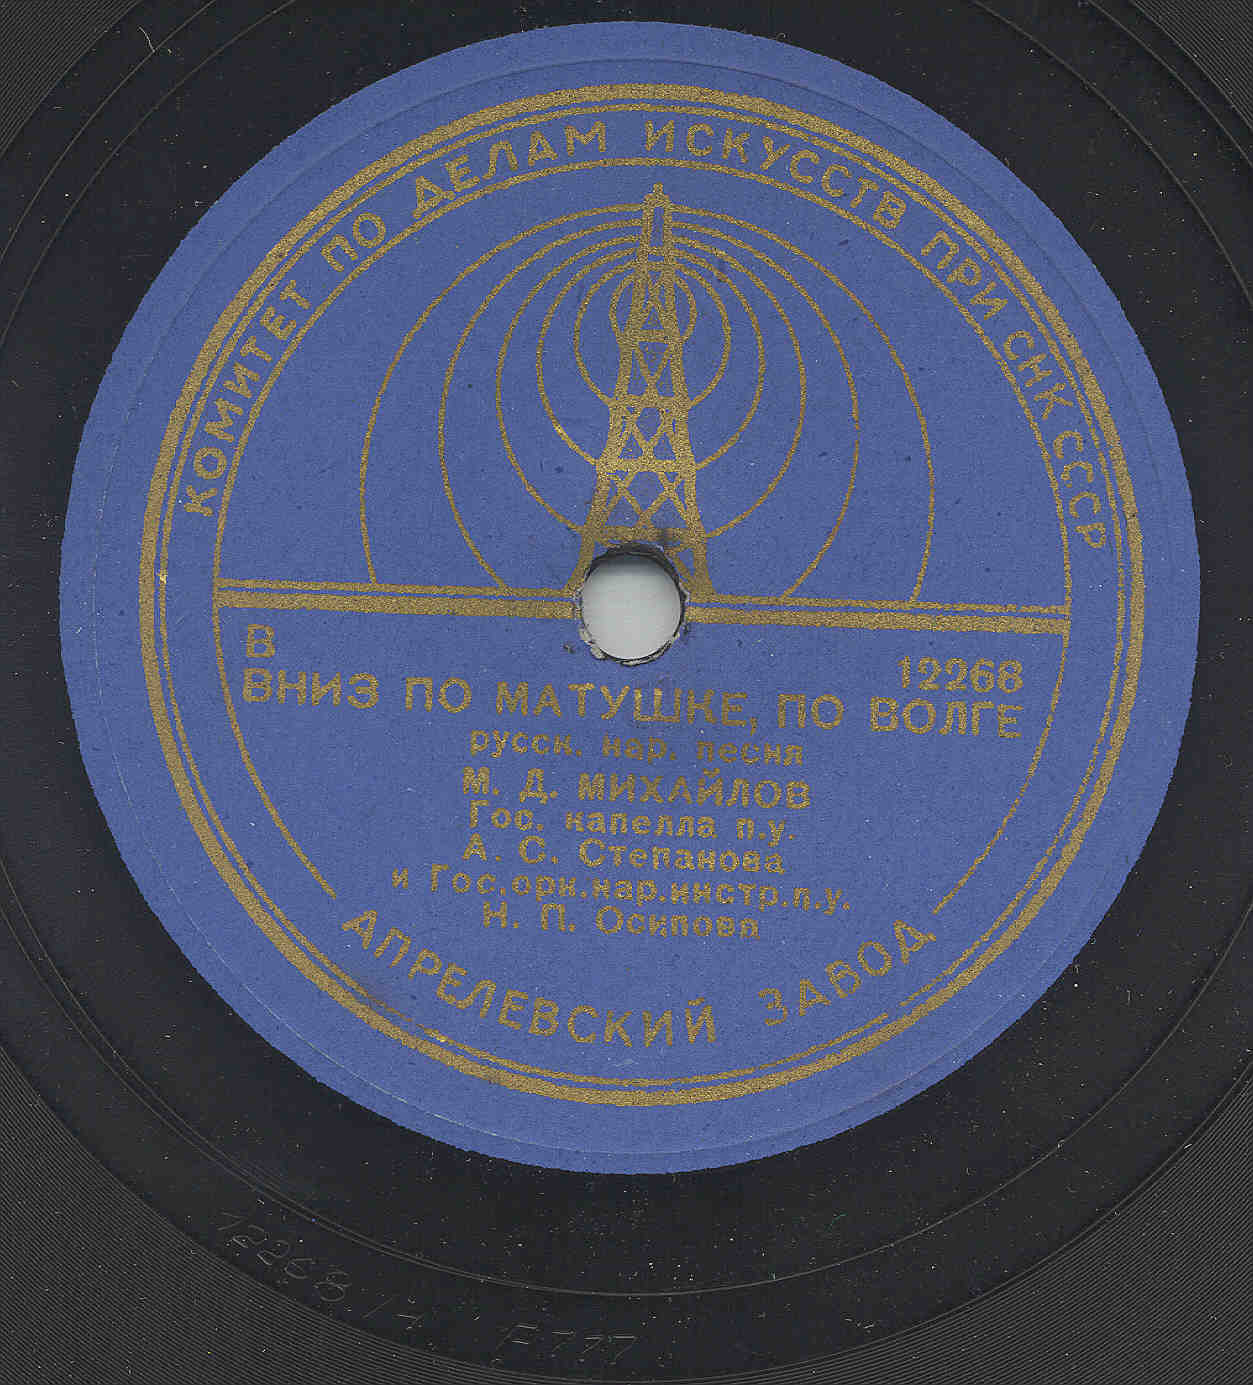 КОМИТЕТ ПО ДЕЛАМ ИСКУССТВ ПРИ СНК СССР
В
12268
ВНИЗ ПО МАТУШКЕ, ПО ВОЛГЕ
русск. нар. песня
М. Д. МИХАЙЛОВ
Гос. капелла п.у.
А. С. Степанова
и Гос.орк.нар.инстр.п.у.
Н. П. Осипова
АПРЕЛЕВСКИЙ ЗАВОД
12268